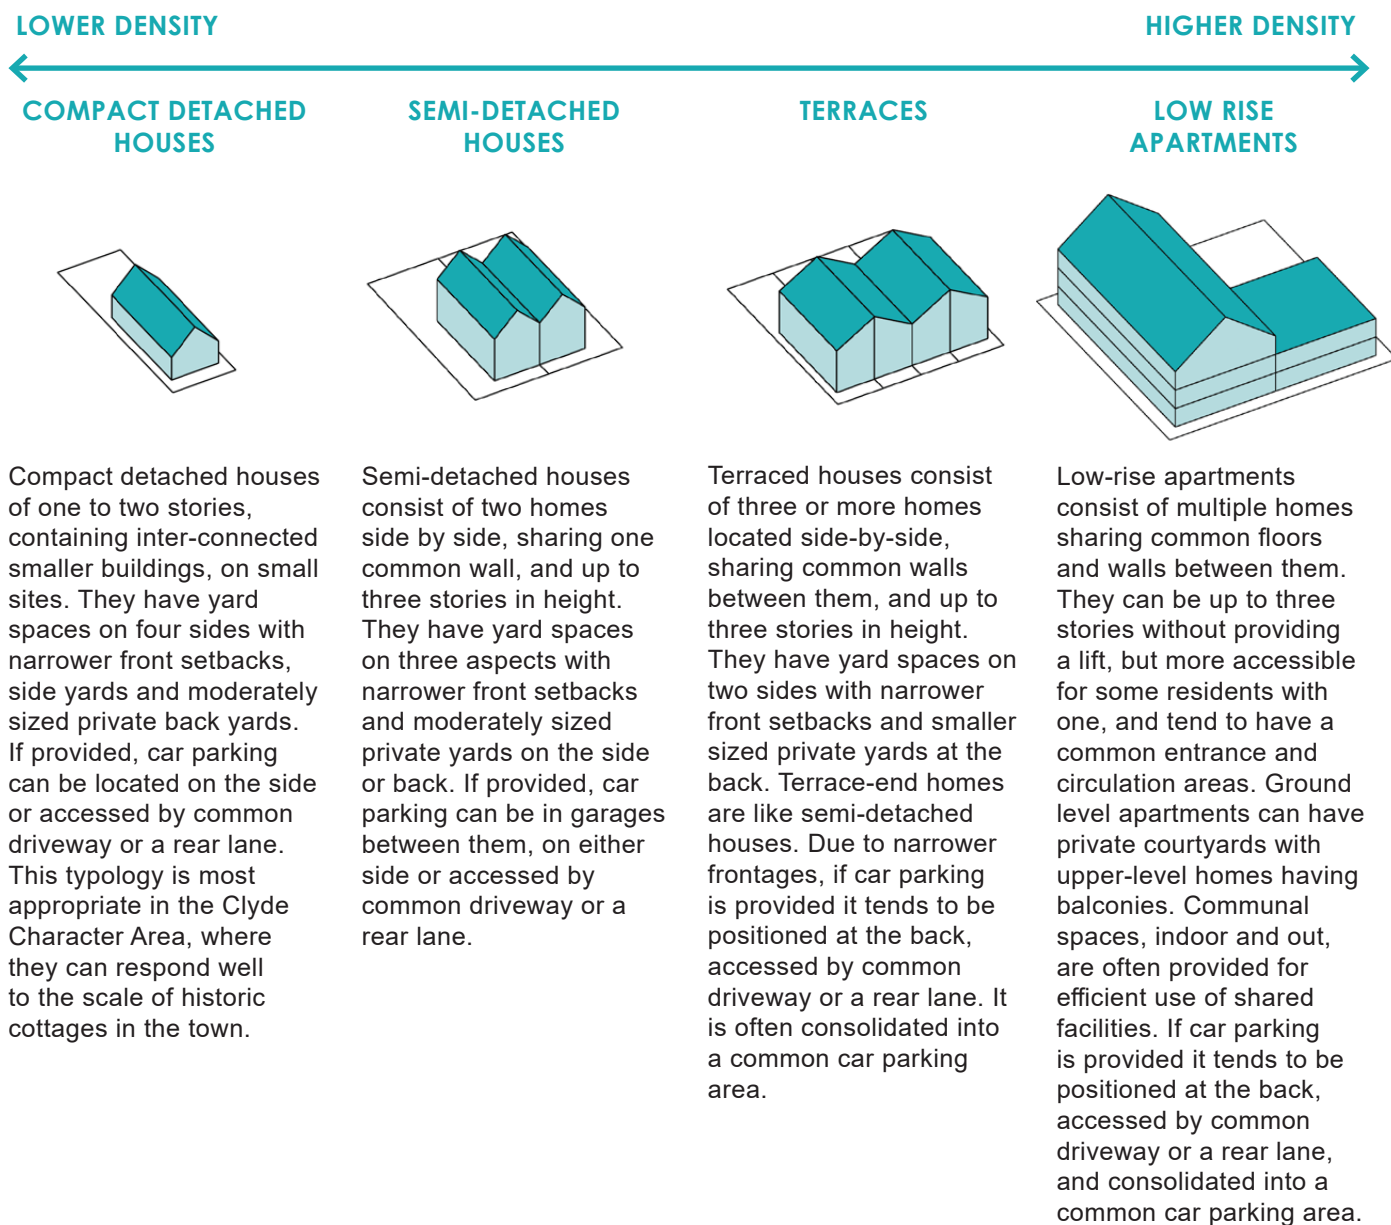 LOWER DENSITY
HIGHER DENSITY
COMPACT DETACHED
HOUSES
SEMI-DETACHED
HOUSES
TERRACES
LOW RISE
APARTMENTS
Compact detached houses
of one to two stories,
containing inter-connected
smaller buildings, on small
sites. They have yard
spaces on four sides with
narrower front setbacks,
side yards and moderately
sized private back yards.
If provided, car parking
can be located on the side
or accessed by common
driveway or a rear lane.
This typology is most
appropriate in the Clyde
Character Area, where
they can respond well
to the scale of historic
cottages in the town.
Semi-detached houses
consist of two homes
side by side, sharing one
common wall, and up to
three stories in height.
They have yard spaces
on three aspects with
narrower front setbacks
and moderately sized
private yards on the side
or back. If provided, car
parking can be in garages
between them, on either
side or accessed by
common driveway or a
rear lane.
Terraced houses consist
of three or more homes
located side-by-side,
sharing common walls
between them, and up to
three stories in height.
They have yard spaces on
two sides with narrower
front setbacks and smaller
sized private yards at the
back. Terrace-end homes
are like semi-detached
houses. Due to narrower
frontages, if car parking
is provided it tends to be
positioned at the back,
accessed by common
driveway or a rear lane. It
is often consolidated into
a common car parking
area.
Low-rise apartments
consist of multiple homes
sharing common floors
and walls between them.
They can be up to three
stories without providing
a lift, but more accessible
for some residents with
one, and tend to have a
common entrance and
circulation areas. Ground
level apartments can have
private courtyards with
upper-level homes having
balconies. Communal
spaces, indoor and out,
are often provided for
efficient use of shared
facilities. If car parking
is provided it tends to be
positioned at the back,
accessed by common
driveway or a rear lane,
and consolidated into a
common car parking area.